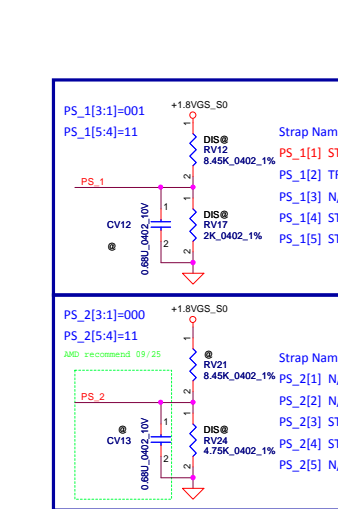 PS_1[3:1]=001
PS_1[5:4]=11
+1.8VGS_S0
1
DIS@
RV12
8.45K_0402_1%
2
PS_1
1
CV12
0.68U_0402_10V
@
2
1
DIS@
RV17
2K_0402_1%
2
Strap Nam
PS_1[1] ST
PS_1[2] TR
PS_1[3] N/
PS_1[4] ST
PS_1[5] ST
PS_2[3:1]=000
PS_2[5:4]=11
AMD recommend 09/25
+1.8VGS_S0
1
@
RV21
8.45K_0402_1%
2
PS_2
1
@
CV13
0.68U_0402_10V
2
1
DIS@
RV24
4.75K_0402_1%
2
Strap Nam
PS_2[1] N/
PS_2[2] N/
PS_2[3] ST
PS_2[4] ST
PS_2[5] N/